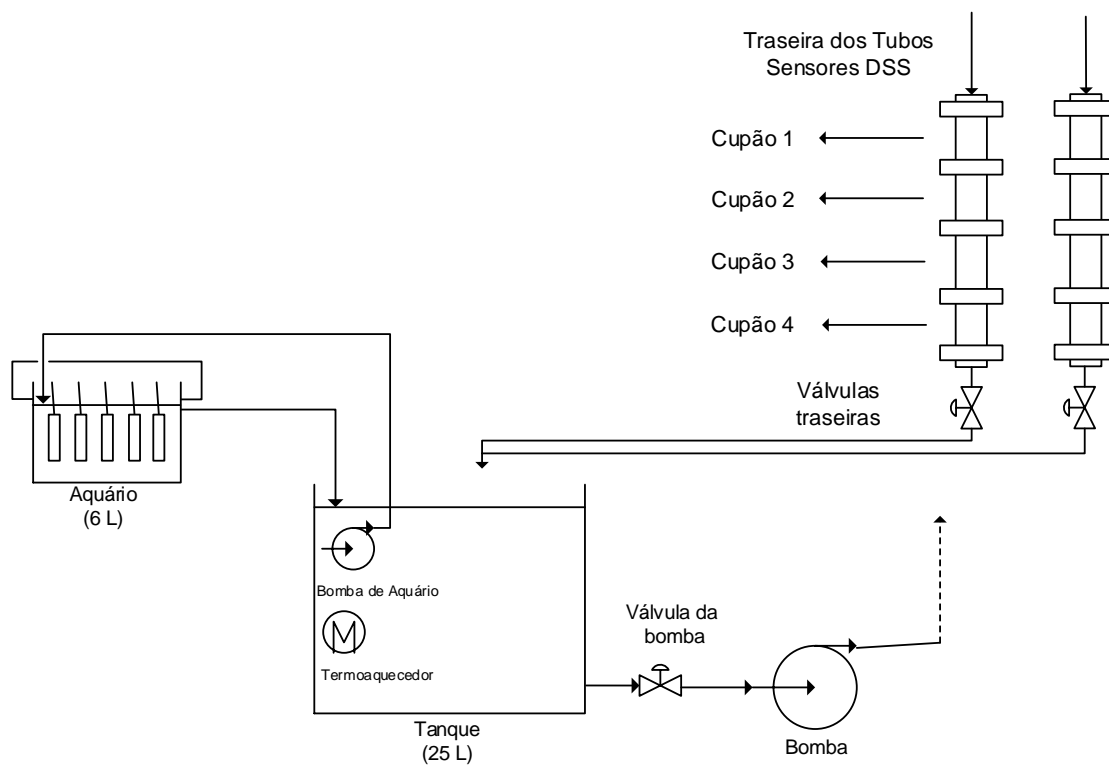 Traseira dos Tubos
Sensores DSS
Cupão 1
Cupão 2
Cupão 3
Cupão 4
Válvulas
traseiras
Aquário
(6 L)
Bomba de Aquário
Termoaquecedor
Válvula da
bomba
Tanque
(25 L)
Bomba